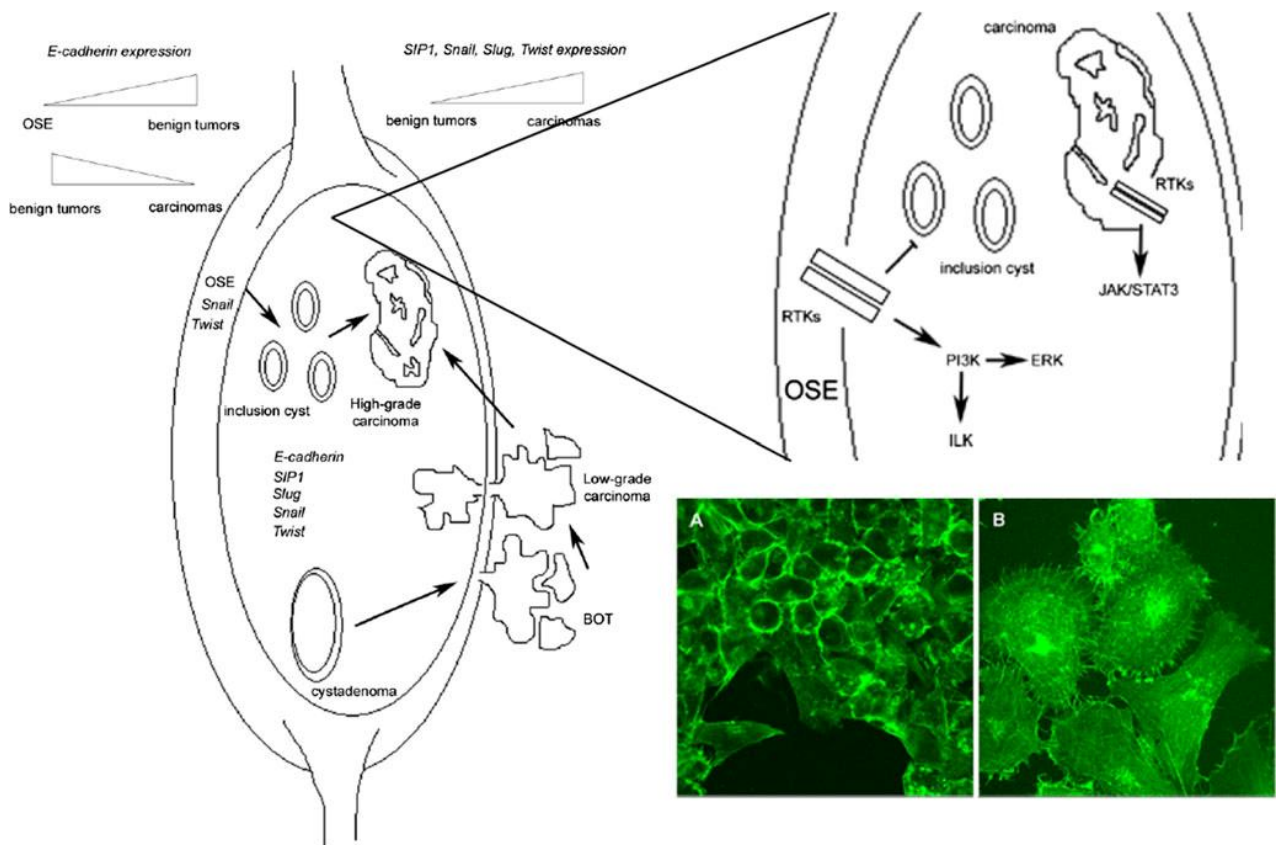 E-cadherin expression
OSE
benign tumors
benign tumors
carcinomas
SIP1, Snail, Slug, Twist expression
benign tumors
carcinomas
OSE
Snail
Twist
inclusion cyst
High-grade
carcinoma
E-cadherin
SIP1
Slug
Snail
Twist
Low-grade
carcinoma
BOT
cystadenoma
carcinoma
RTKs
inclusion cyst
JAK/STAT3
RTKs
PI3K
ERK
OSE
ILK
A
B